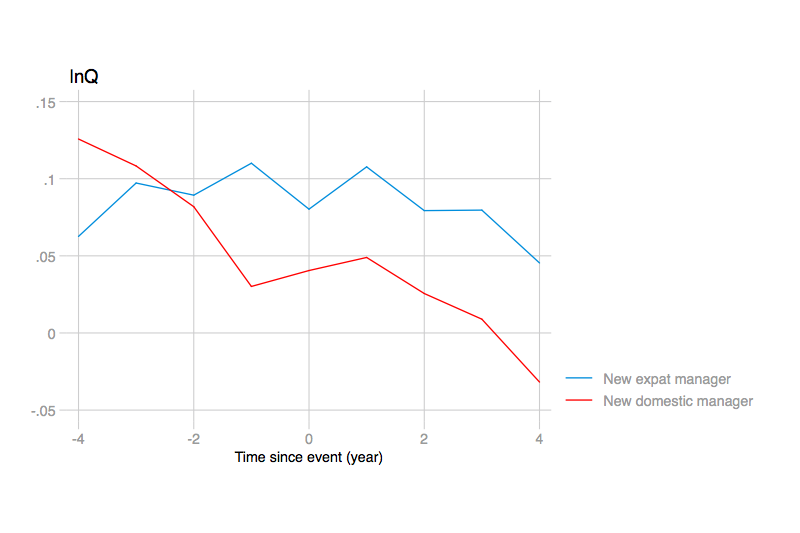 lnQ
.15
.1
.05
0
-.05
-4
-2
0
2
4
Time since event (year)
New expat manager
New domestic manager